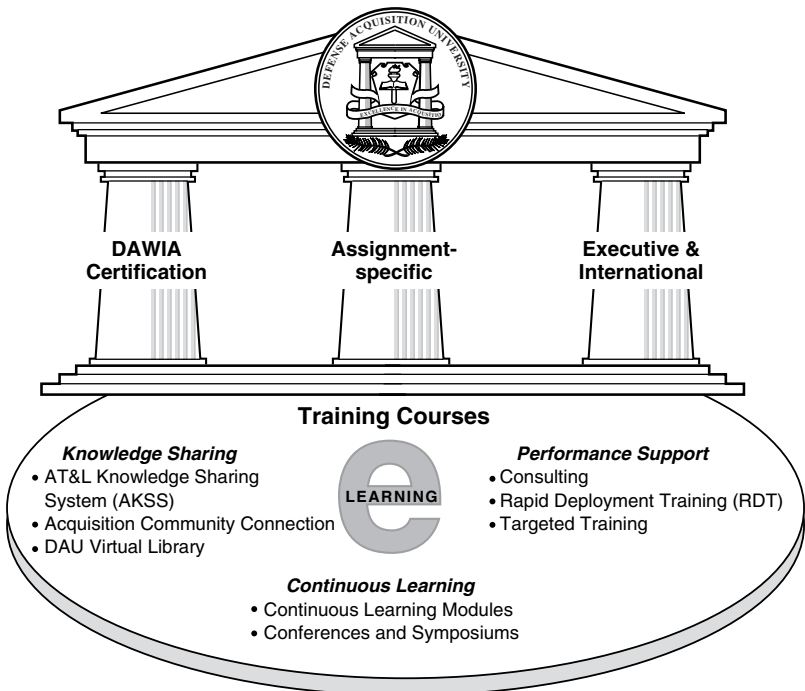 DEFENSE ACQUISITION UNIVERSITY
EXCELLENCE IN ACQUISITION
DAWIA
Certification
Assignment-
specific
Executive &
International
Training Courses
Knowledge Sharing
• AT&L Knowledge Sharing
System (AKSS)
• Acquisition Community Connection
• DAU Virtual Library
e
LEARNING
Performance Support
• Consulting
• Rapid Deployment Training (RDT)
• Targeted Training
Continuous Learning
• Continuous Learning Modules
• Conferences and Symposiums